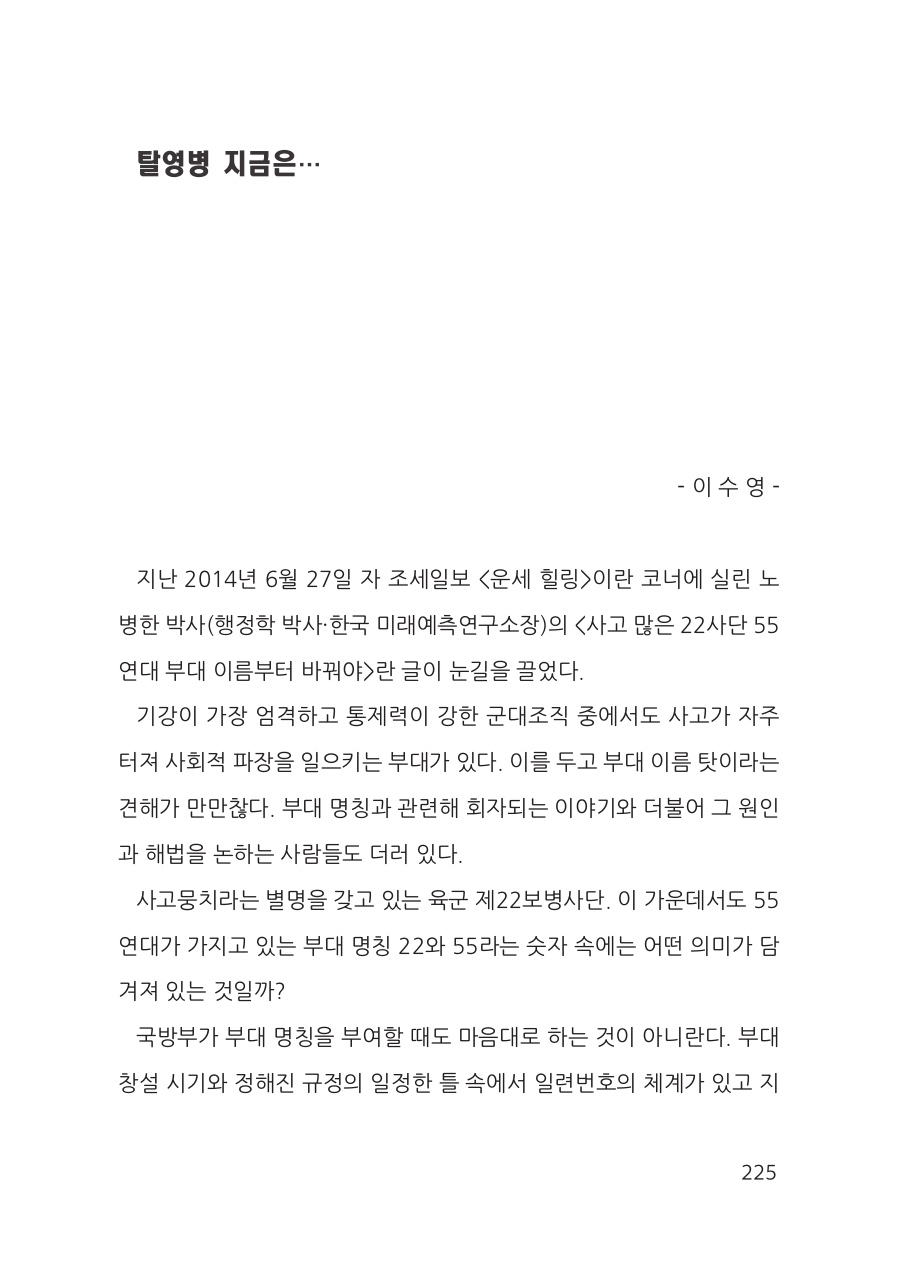 탈영병 지금은…
- 이 수 영 -
지난 2014년 6월 27일 자 조세일보 <운세 힐링>이란 코너에 실린 노
병한 박사(행정학 박사·한국 미래예측연구소장)의 <사고 많은 22사단 55
연대 부대 이름부터 바꿔야>란 글이 눈길을 끌었다.
기강이 가장 엄격하고 통제력이 강한 군대조직 중에서도 사고가 자주
터져 사회적 파장을 일으키는 부대가 있다. 이를 두고 부대 이름 탓이라는
견해가 만만찮다. 부대 명칭과 관련해 회자되는 이야기와 더불어 그 원인
과 해법을 논하는 사람들도 더러 있다.
사고뭉치라는 별명을 갖고 있는 육군 제22보병사단. 이 가운데서도 55
연대가 가지고 있는 부대 명칭 22와 55라는 숫자 속에는 어떤 의미가 담
겨져 있는 것일까?
국방부가 부대 명칭을 부여할 때도 마음대로 하는 것이 아니란다. 부대
창설 시기와 정해진 규정의 일정한 틀 속에서 일련번호의 체계가 있고 지
225